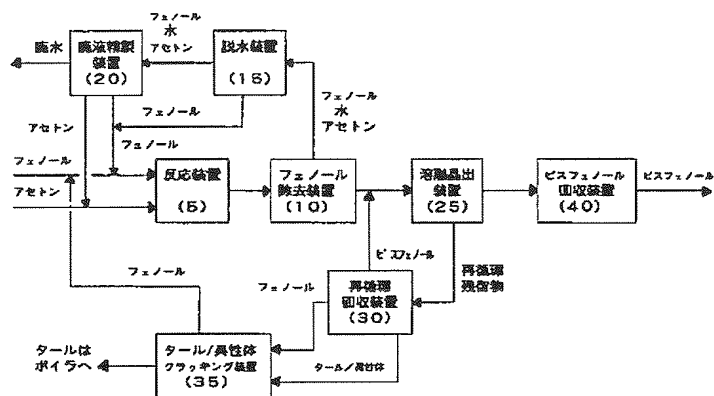 フェノール
水
アセトン
廃水
廃液精製
装置
(20)
脱水装置
(15)
フェノール
フェノール
水
アセトン
アセトン
フェノール
フェノール
アセトン
反応装置
(5)
フェノール
除去装置
(10)
溶融晶出
装置
(25)
ビスフェノール
回収装置
(40)
ビスフェノール
ビスフェノール
再循環
残留物
フェノール
フェノール
再循環
回収装置
(30)
タールは
ボイラへ
タール/異性体
クラッキング装置
(35)
タール/異性体